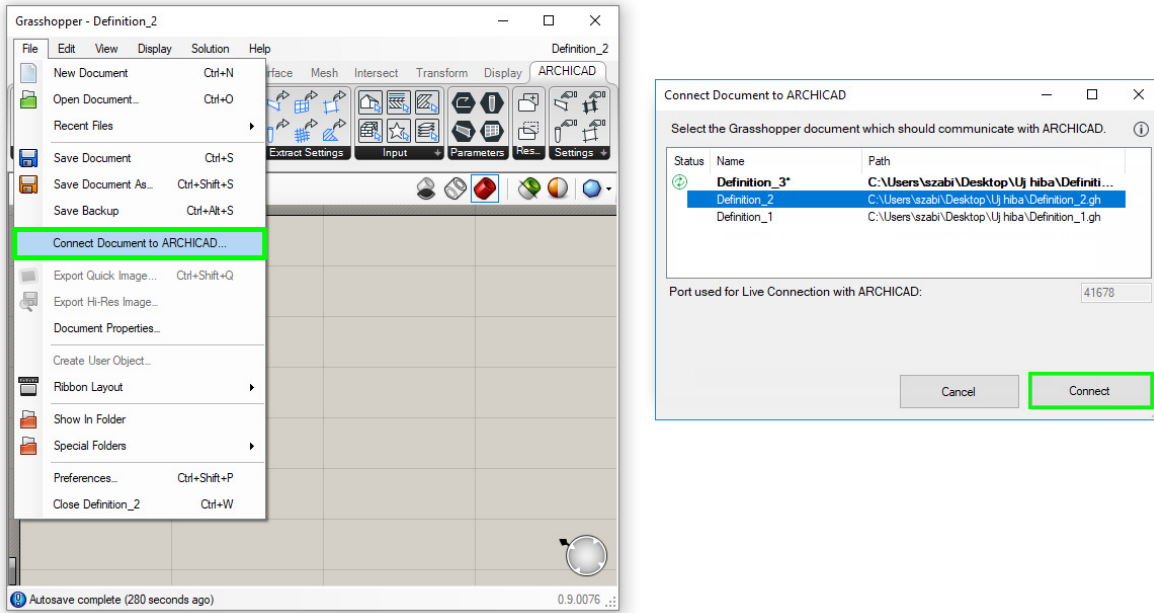 Grasshopper - Definition_2
File Edit View Display Solution Help Definition_2
rface Mesh Intersect Transform Display ARCHICAD
Extract Settings Input Parameters Res... Settings
New Document Ctrl+N
Open Document... Ctrl+O
Recent Files
Save Document Ctrl+S
Save Document As... Ctrl+Shift+S
Save Backup Ctrl+Alt+S
Connect Document to ARCHICAD...
Export Quick Image... Ctrl+Shift+Q
Export Hi-Res Image...
Document Properties...
Create User Object...
Ribbon Layout
Show In Folder
Special Folders
Preferences... Ctrl+Shift+P
Close Definition_2 Ctrl+W
Autosave complete (280 seconds ago) 0.9.0076
Connect Document to ARCHICAD
Select the Grasshopper document which should communicate with ARCHICAD.
Status Name Path
Definition_3* C:\Users\szabi\Desktop\Uj hiba\Definiti...
Definition_2 C:\Users\szabi\Desktop\Uj hiba\Definition_2.gh
Definition_1 C:\Users\szabi\Desktop\Uj hiba\Definition_1.gh
Port used for Live Connection with ARCHICAD: 41678
Cancel Connect